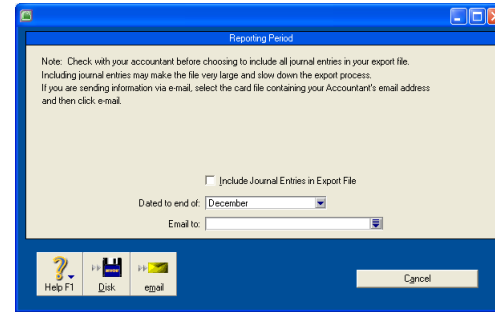 Reporting Period
Note: Check with your accountant before choosing to include all journal entries in your export file.
Including journal entries may make the file very large and slow down the export process.
If you are sending information via e-mail, select the card file containing your Accountant's email address
and then click e-mail.
Include Journal Entries in Export File
Dated to end of: December
Email to:
Help F1 Disk email Cancel